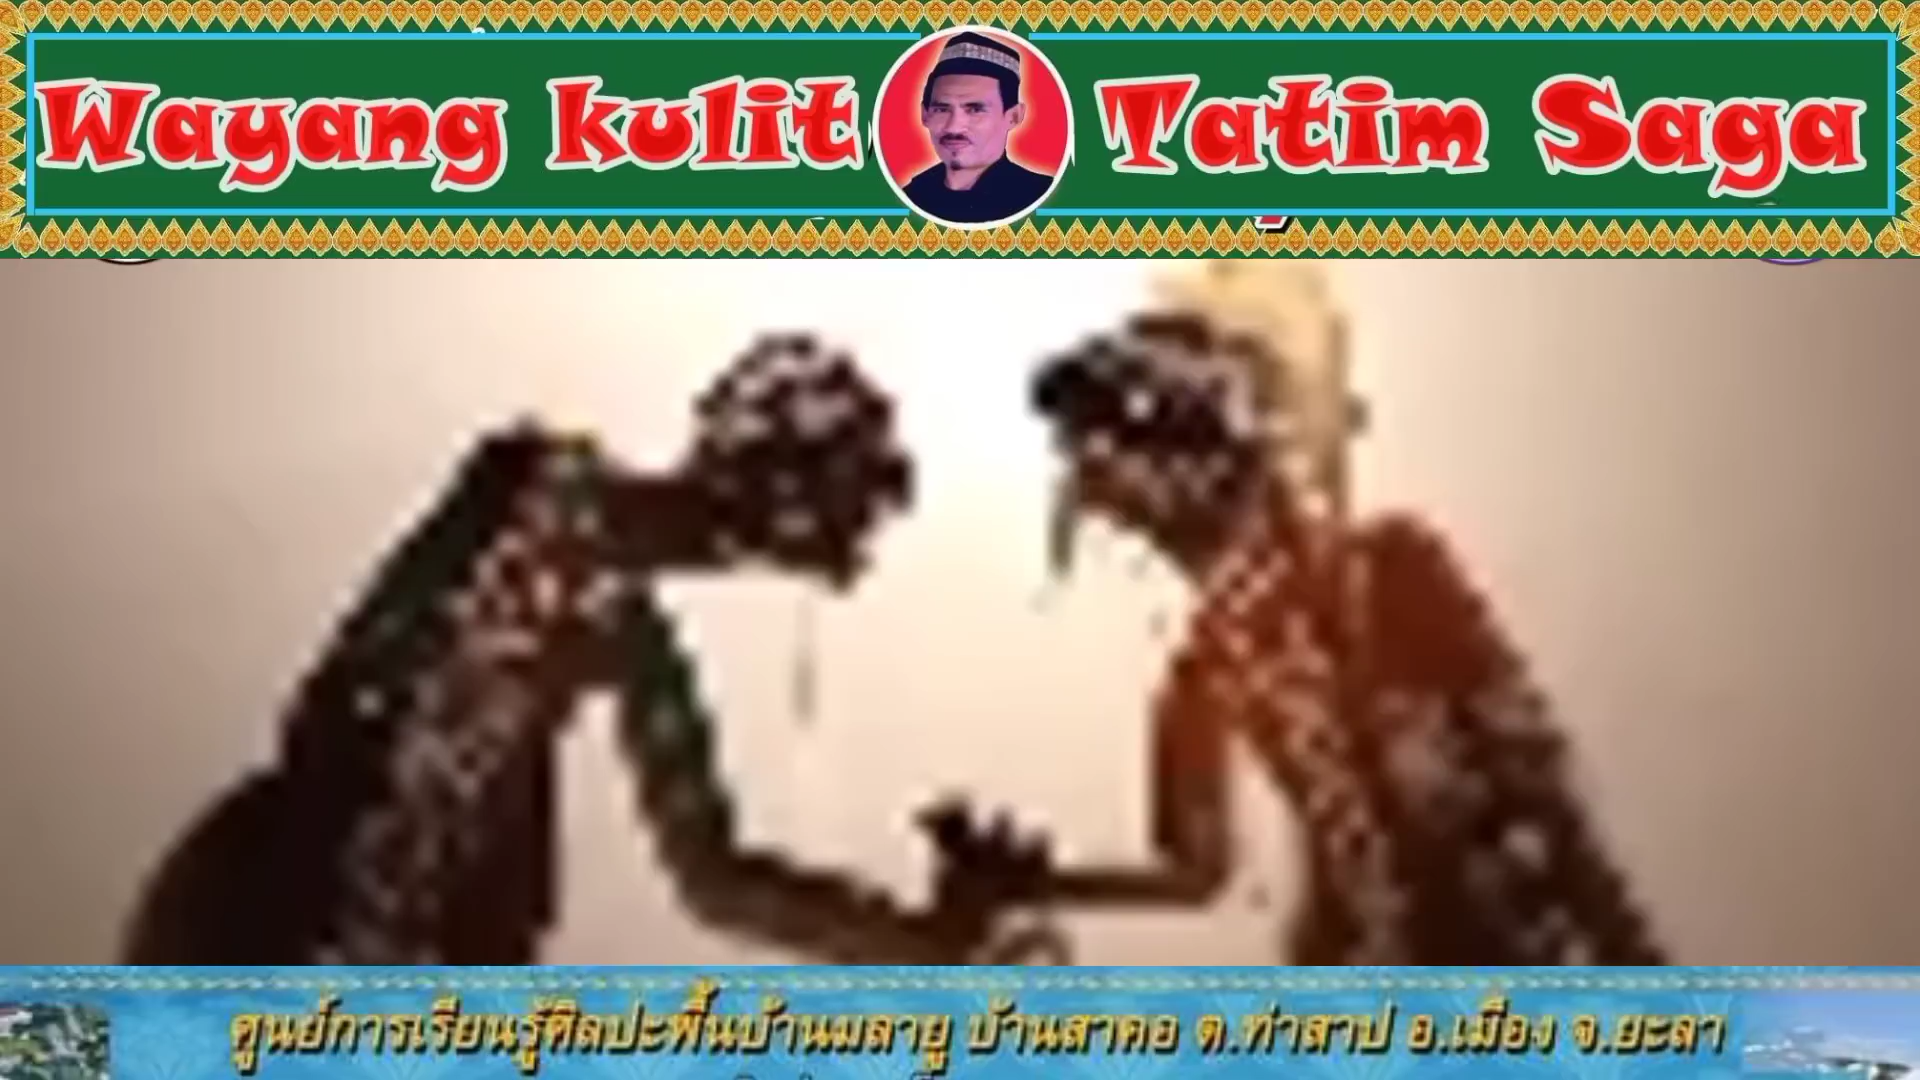 Wayang kulit Tatim Saga
ศูนย์การเรียนรู้ศิลปะพื้นบ้านมลายู บ้านสาคอ ต.ท่าสาป อ.เมือง จ.ยะลา